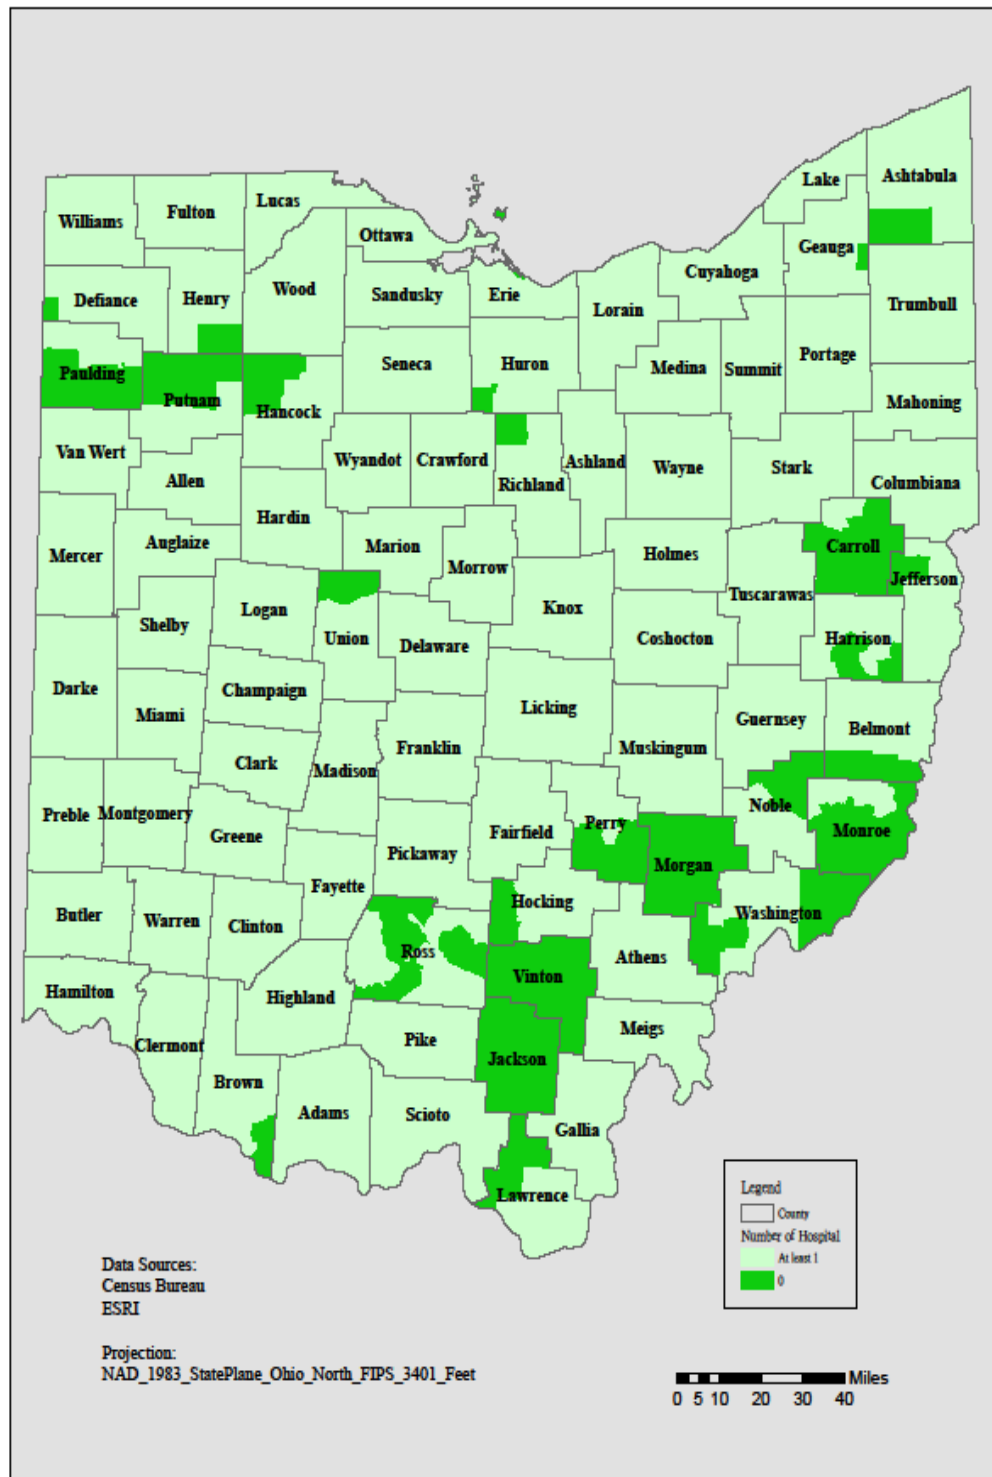 Lake
Ashtabula
Lucas
Fulton
Williams
Ottawa
Geauga
Cuyahoga
Wood
Henry
Defiance
Sandusky
Erie
Lorain
Trumbull
Portage
Seneca
Huron
Medina
Summit
Paulding
Putnam
Hancock
Mahoning
Van Wert
Wyandot
Crawford
Ashland
Wayne
Stark
Allen
Richland
Columbiana
Hardin
Auglaize
Marion
Carroll
Mercer
Holmes
Morrow
Jefferson
Tuscarawas
Logan
Knox
Shelby
Union
Delaware
Coshocton
Harrison
Darke
Champaign
Miami
Licking
Guernsey
Belmont
Franklin
Muskingum
Clark
Madison
Noble
Preble
Montgomery
Perry
Monroe
Greene
Fairfield
Pickaway
Morgan
Fayette
Hocking
Butler
Warren
Clinton
Washington
Ross
Athens
Vinton
Hamilton
Highland
Meigs
Pike
Clermont
Jackson
Brown
Adams
Scioto
Gallia
Lawrence
Legend
County
Number of Hospital
At least 1
0
Data Sources:
Census Bureau
ESRI
Projection:
NAD_1983_StatePlane_Ohio_North_FIPS_3401_Feet
Miles
0 5 10 20 30 40